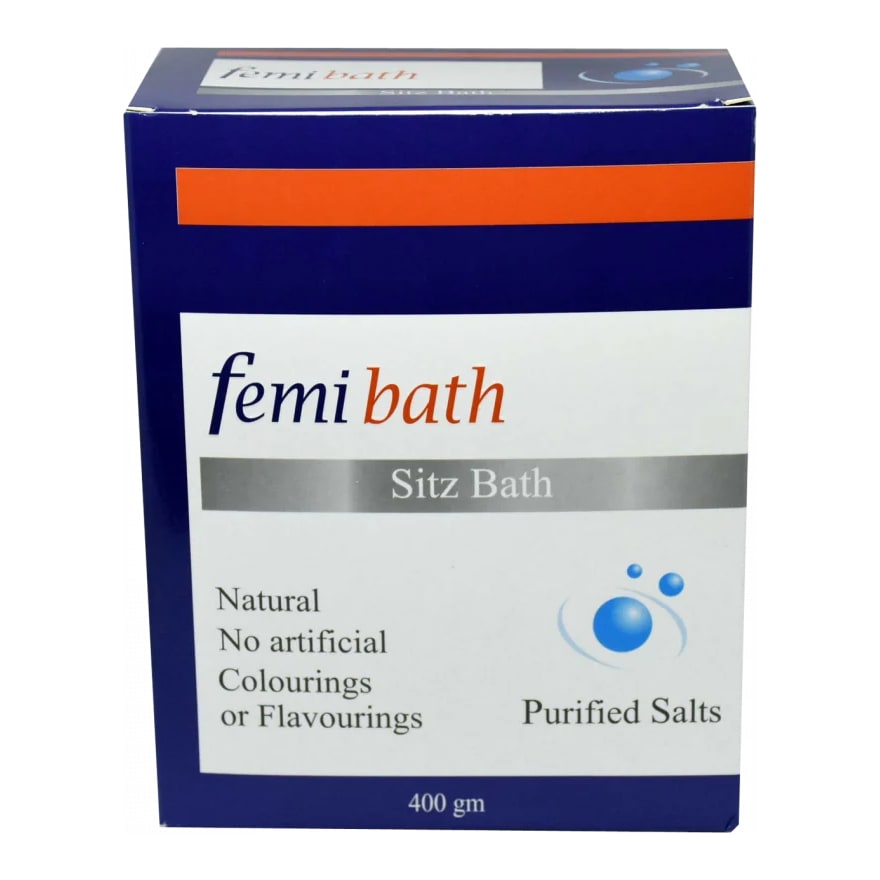 femi bath
Sitz Bath
femi bath
Sitz Bath
Natural
No artificial
Colourings
or Flavourings
Purified Salts
400 gm